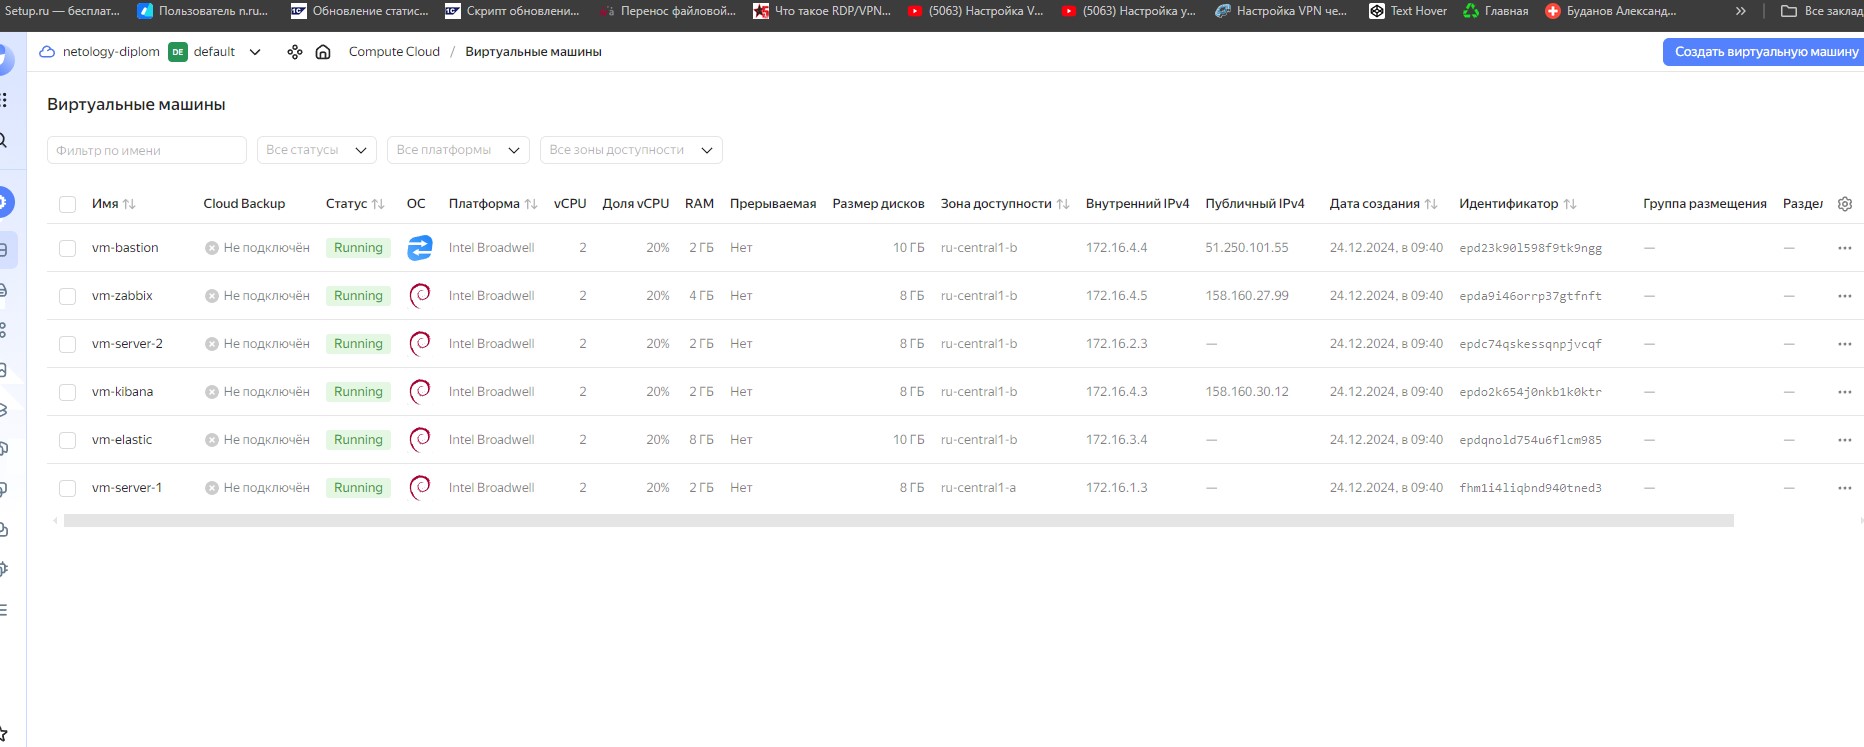 Setup.ru — бесплат... Пользователь n.ru... Обновление статис... Скрипт обновлени... Перенос файловой... Что такое RDP/VPN... (5063) Настройка V... (5063) Настройка у... Настройка VPN че... Text Hover Главная Буданов Александ... » Все заклад
netology-diplom DE default Compute Cloud / Виртуальные машины Создать виртуальную машину
Виртуальные машины
Фильтр по имени Все статусы Все платформы Все зоны доступности
Имя Cloud Backup Статус ОС Платформа vCPU Доля vCPU RAM Прерываемая Размер дисков Зона доступности Внутренний IPv4 Публичный IPv4 Дата создания Идентификатор Группа размещения Раздел
vm-bastion Не подключён Running Intel Broadwell 2 20% 2 ГБ Нет 10 ГБ ru-central1-b 172.16.4.4 51.250.101.55 24.12.2024, в 09:40 epd23k90l598f9tk9ngg — —
vm-zabbix Не подключён Running Intel Broadwell 2 20% 4 ГБ Нет 8 ГБ ru-central1-b 172.16.4.5 158.160.27.99 24.12.2024, в 09:40 epda9i46orrp37gtfnft — —
vm-server-2 Не подключён Running Intel Broadwell 2 20% 2 ГБ Нет 8 ГБ ru-central1-b 172.16.2.3 — 24.12.2024, в 09:40 epdc74qskessqnpjvcqf — —
vm-kibana Не подключён Running Intel Broadwell 2 20% 2 ГБ Нет 8 ГБ ru-central1-b 172.16.4.3 158.160.30.12 24.12.2024, в 09:40 epdo2k654j0nkb1k0ktr — —
vm-elastic Не подключён Running Intel Broadwell 2 20% 8 ГБ Нет 10 ГБ ru-central1-b 172.16.3.4 — 24.12.2024, в 09:40 epdqnold754u6flcm985 — —
vm-server-1 Не подключён Running Intel Broadwell 2 20% 2 ГБ Нет 8 ГБ ru-central1-a 172.16.1.3 — 24.12.2024, в 09:40 fhm1i4liqbnd940tned3 — —